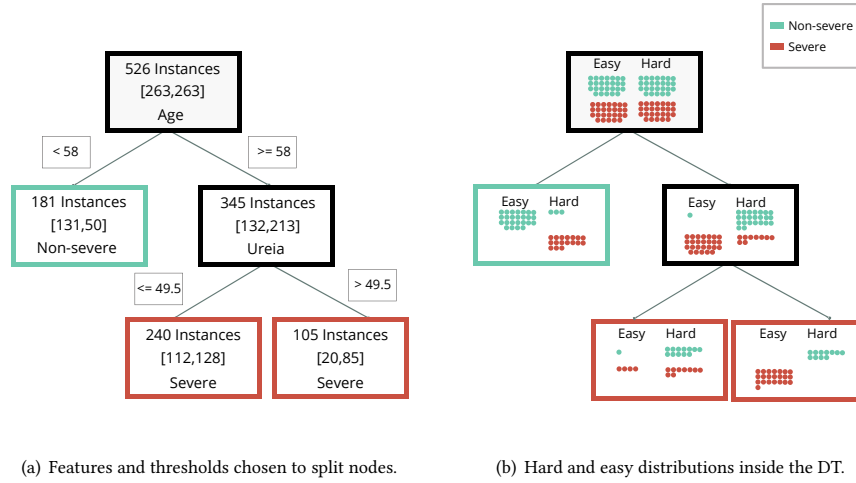 Non-severe
Severe
526 Instances
[263,263]
Age
< 58
>= 58
181 Instances
[131,50]
Non-severe
345 Instances
[132,213]
Ureia
<= 49.5
> 49.5
240 Instances
[112,128]
Severe
105 Instances
[20,85]
Severe
Easy Hard
Easy Hard
Easy Hard
Easy Hard
Easy Hard
(a) Features and thresholds chosen to split nodes.
(b) Hard and easy distributions inside the DT.